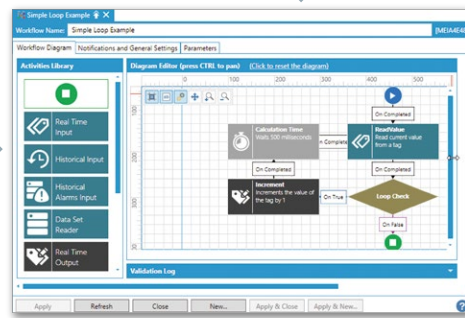 Simple Loop Example
Workflow Name: Simple Loop Example
Workflow Diagram Notifications and General Settings Parameters
Activities Library
Diagram Editor (press CTRL to pan) (Click to reset the diagram)
0 100 200 300 400 500
100
200
300
Real Time
Input
Historical Input
Historical
Alarms Input
Data Set
Reader
Real Time
Output
On Completed
Calculation Time
Waits 500 milliseconds
ReadValue
Read current value
from a tag
On Completed
On Completed
Increment
Increments the value of
the tag by 1
On True
Loop Check
On False
Validation Log
Apply Refresh Close New... Apply & Close Apply & New...